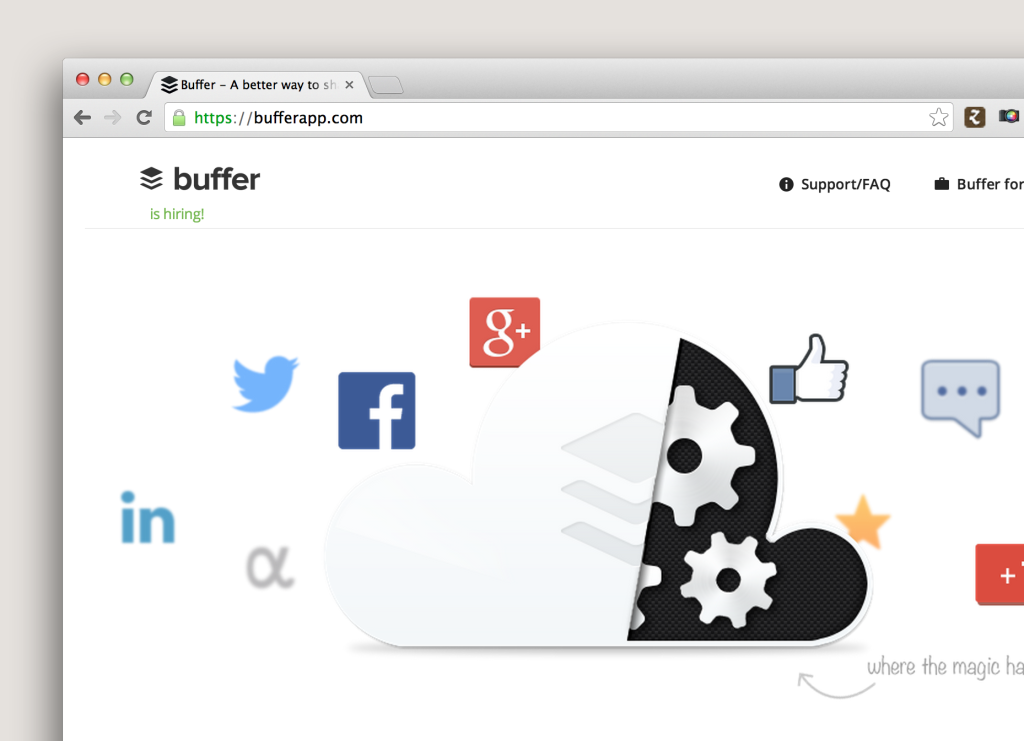 Buffer – A better way to sh
https://bufferapp.com
buffer
is hiring!
Support/FAQ
Buffer for
g+
f
in
α
+
where the magic ha